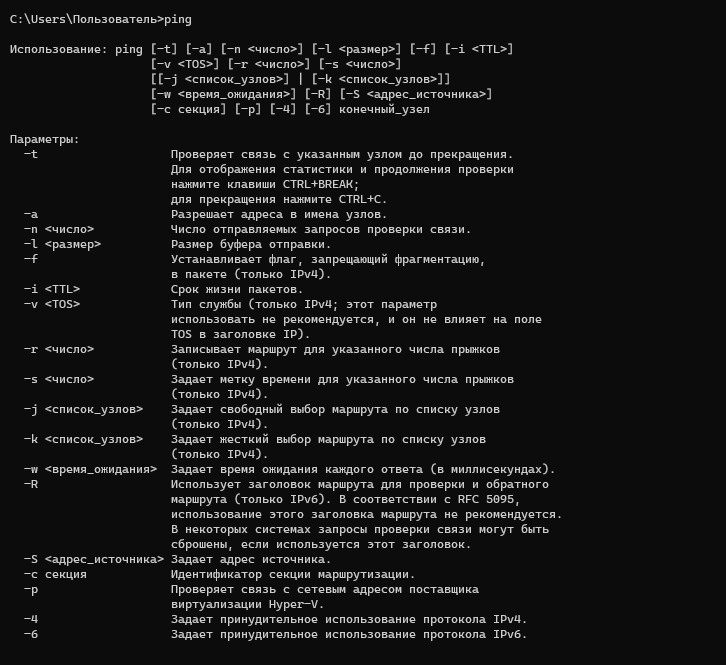 C:\Users\Пользователь>ping
Использование: ping [-t] [-a] [-n <число>] [-l <размер>] [-f] [-i <TTL>]
[-v <TOS>] [-r <число>] [-s <число>]
[[-j <список_узлов>] | [-k <список_узлов>]]
[-w <время_ожидания>] [-R] [-S <адрес_источника>]
[-c секция] [-p] [-4] [-6] конечный_узел
Параметры:
-t Проверяет связь с указанным узлом до прекращения.
Для отображения статистики и продолжения проверки
нажмите клавиши CTRL+BREAK;
для прекращения нажмите CTRL+C.
-a Разрешает адреса в имена узлов.
-n <число> Число отправляемых запросов проверки связи.
-l <размер> Размер буфера отправки.
-f Устанавливает флаг, запрещающий фрагментацию,
в пакете (только IPv4).
-i <TTL> Срок жизни пакетов.
-v <TOS> Тип службы (только IPv4; этот параметр
использовать не рекомендуется, и он не влияет на поле
TOS в заголовке IP).
-r <число> Записывает маршрут для указанного числа прыжков
(только IPv4).
-s <число> Задает метку времени для указанного числа прыжков
(только IPv4).
-j <список_узлов> Задает свободный выбор маршрута по списку узлов
(только IPv4).
-k <список_узлов> Задает жесткий выбор маршрута по списку узлов
(только IPv4).
-w <время_ожидания> Задает время ожидания каждого ответа (в миллисекундах).
-R Использует заголовок маршрута для проверки и обратного
маршрута (только IPv6). В соответствии с RFC 5095,
использование этого заголовка маршрута не рекомендуется.
В некоторых системах запросы проверки связи могут быть
сброшены, если используется этот заголовок.
-S <адрес_источника> Задает адрес источника.
-c секция Идентификатор секции маршрутизации.
-p Проверяет связь с сетевым адресом поставщика
виртуализации Hyper-V.
-4 Задает принудительное использование протокола IPv4.
-6 Задает принудительное использование протокола IPv6.